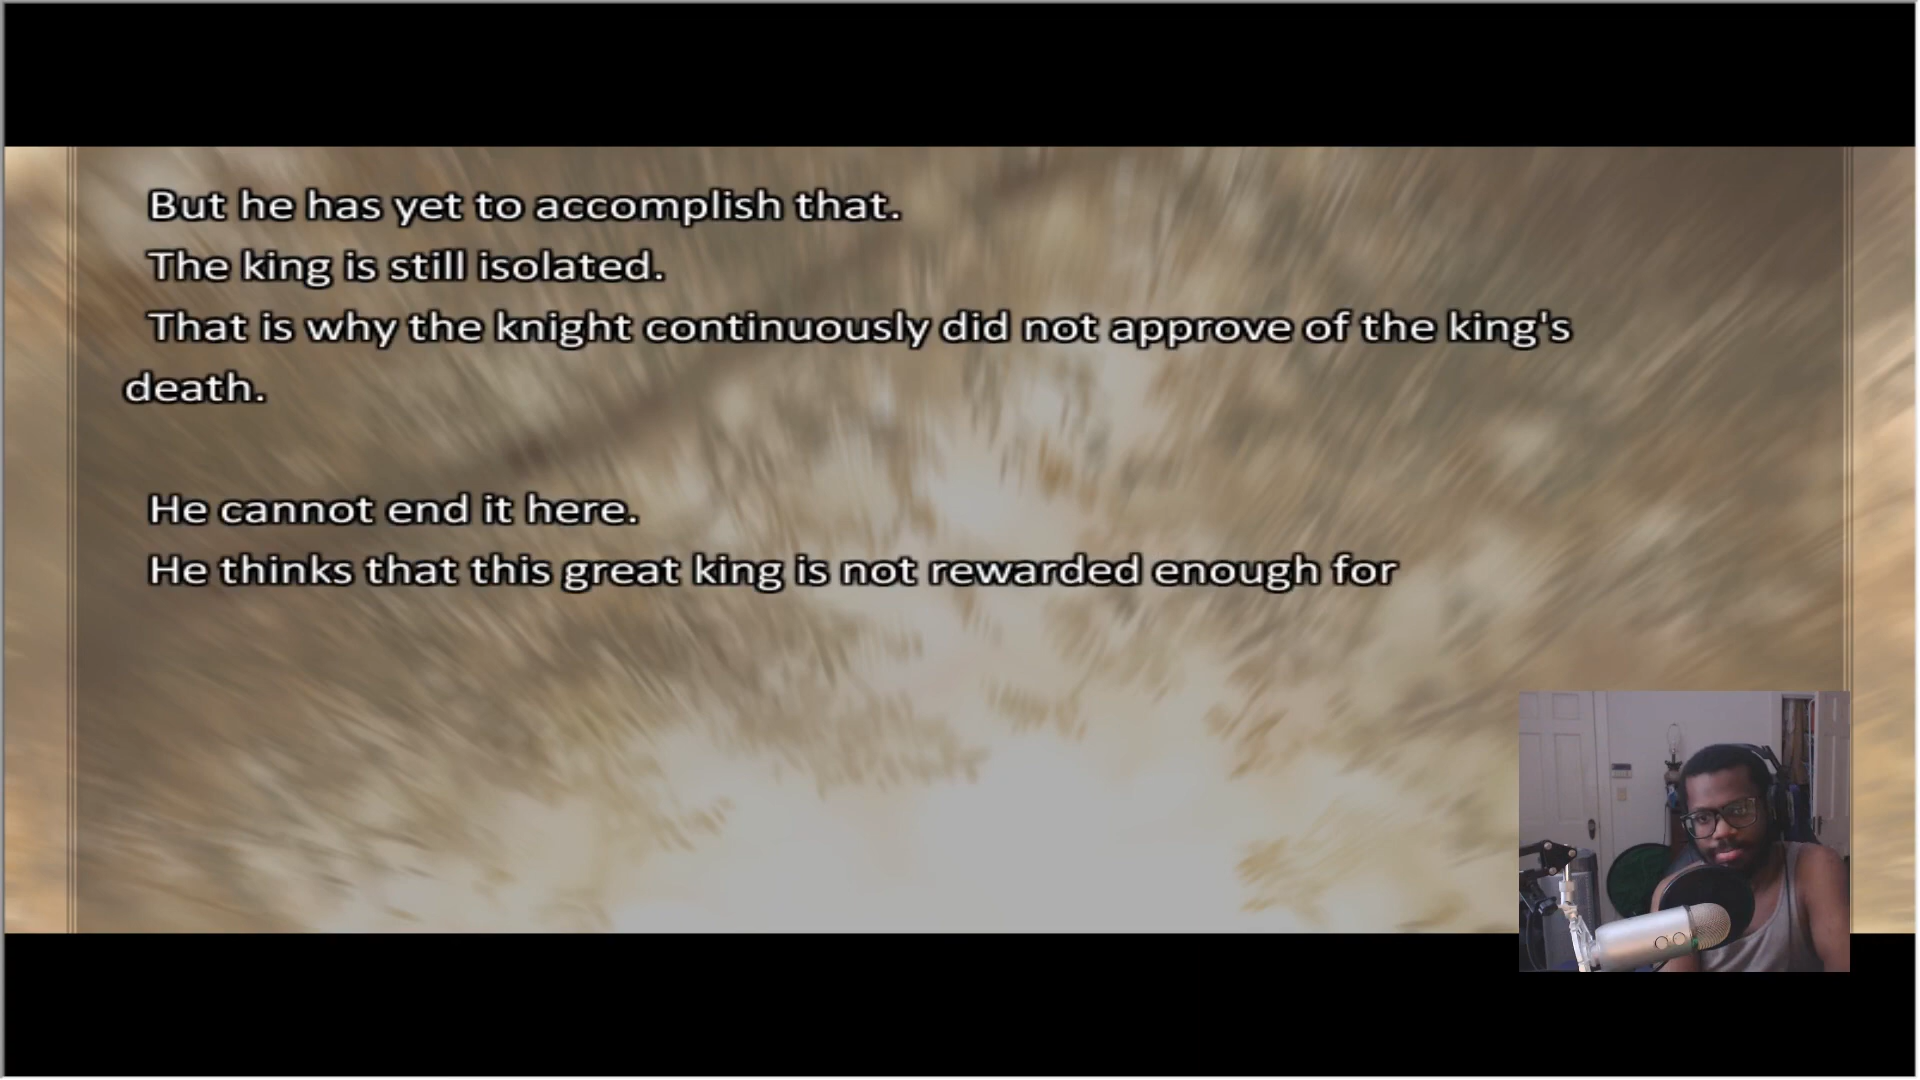 But he has yet to accomplish that.
The king is still isolated.
That is why the knight continuously did not approve of the king's
death.
He cannot end it here.
He thinks that this great king is not rewarded enough for